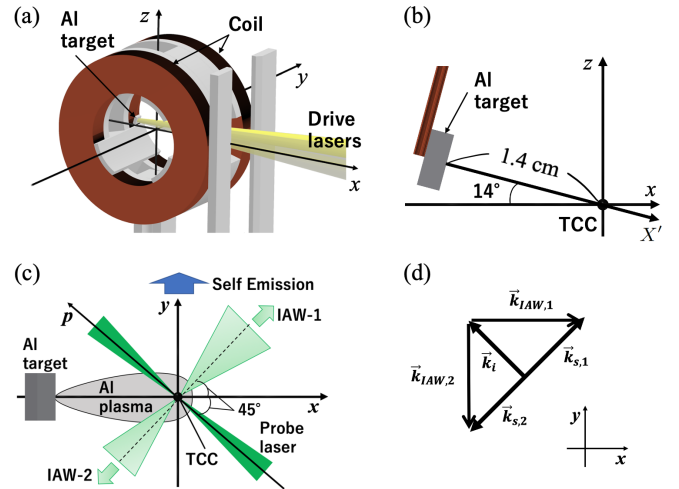 (a)
z
Al
target
Coil
y
Drive
lasers
x
(b)
z
Al
target
1.4 cm
14°
x
TCC
X′
(c)
Self Emission
y
p
IAW-1
Al
target
Al
plasma
x
45°
Probe
laser
TCC
IAW-2
(d)
k⃗IAW,1
k⃗IAW,2
k⃗i
k⃗s,1
k⃗s,2
y
x